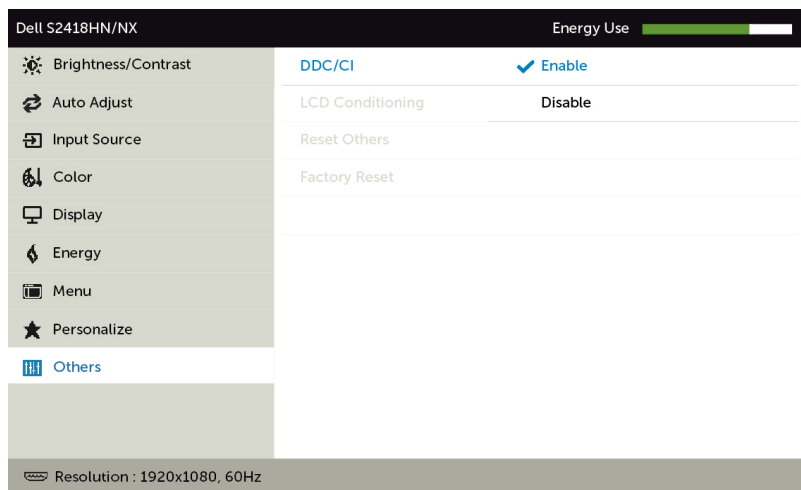 Dell S2418HN/NX Energy Use
Brightness/Contrast DDC/CI Enable
Auto Adjust LCD Conditioning Disable
Input Source Reset Others
Color Factory Reset
Display
Energy
Menu
Personalize
Others
Resolution : 1920x1080, 60Hz